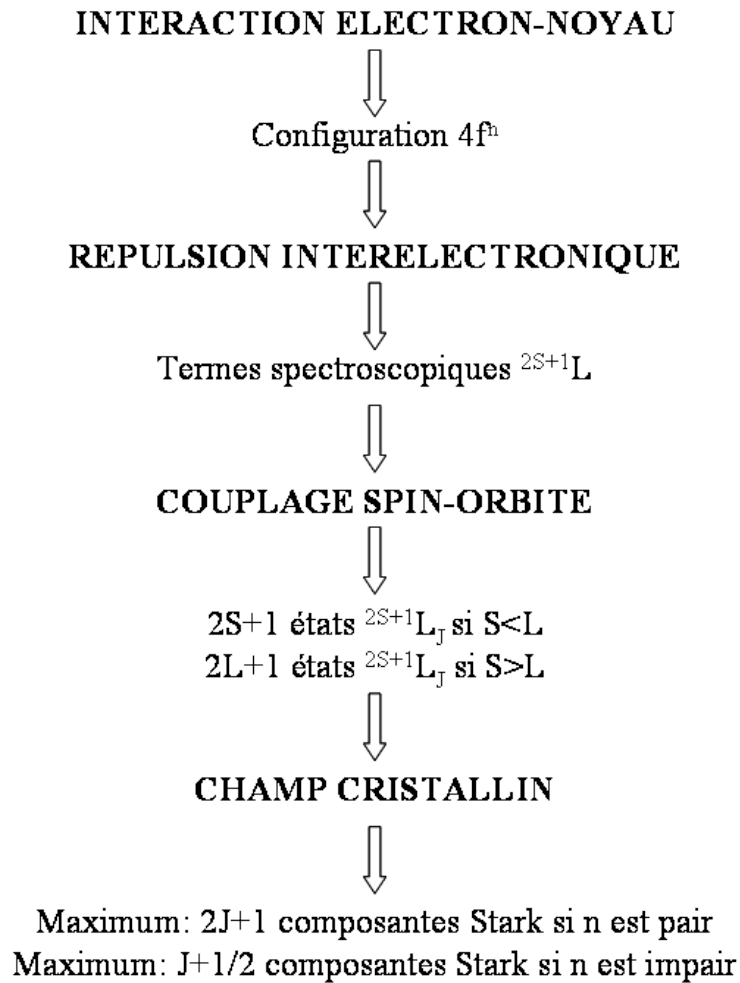 INTERACTION ELECTRON-NOYAU
Configuration 4fⁿ
REPULSION INTERELECTRONIQUE
Termes spectroscopiques ²ˢ⁺¹L
COUPLAGE SPIN-ORBITE
2S+1 états ²ˢ⁺¹L_J si S<L
2L+1 états ²ˢ⁺¹L_J si S>L
CHAMP CRISTALLIN
Maximum: 2J+1 composantes Stark si n est pair
Maximum: J+1/2 composantes Stark si n est impair